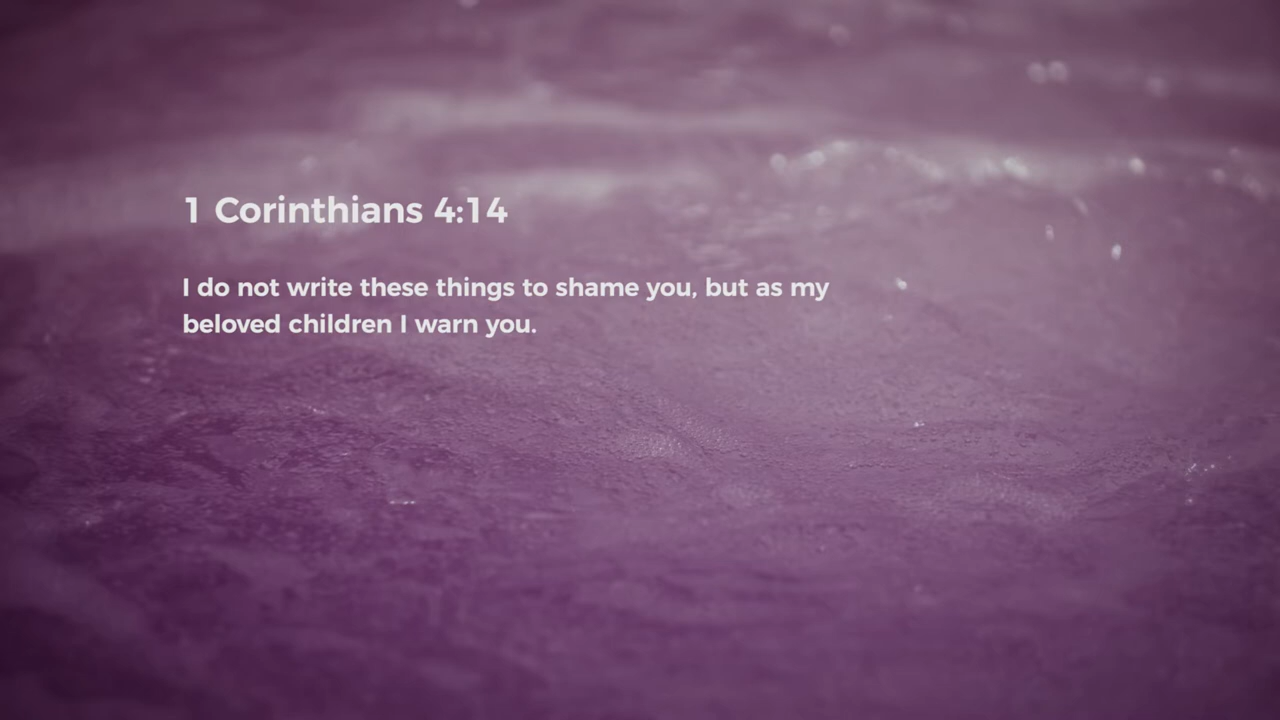 1 Corinthians 4:14
I do not write these things to shame you, but as my
beloved children I warn you.